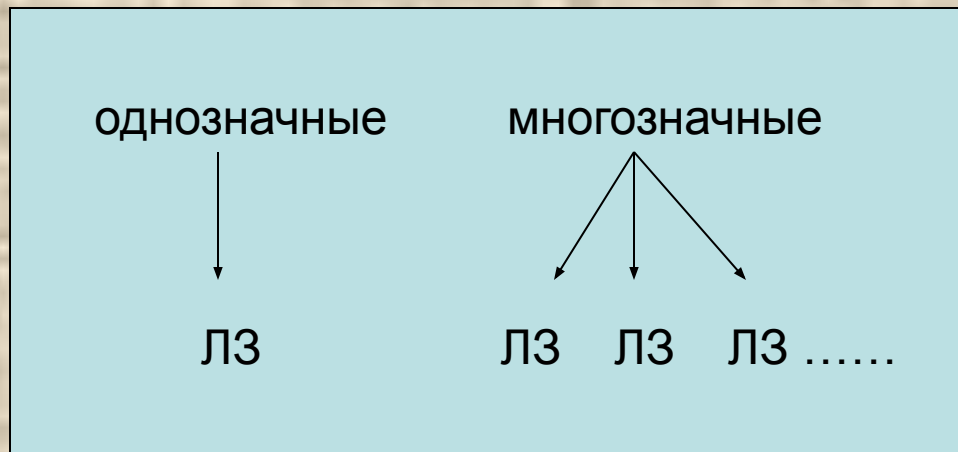 однозначные многозначные
ЛЗ ЛЗ ЛЗ ЛЗ ......